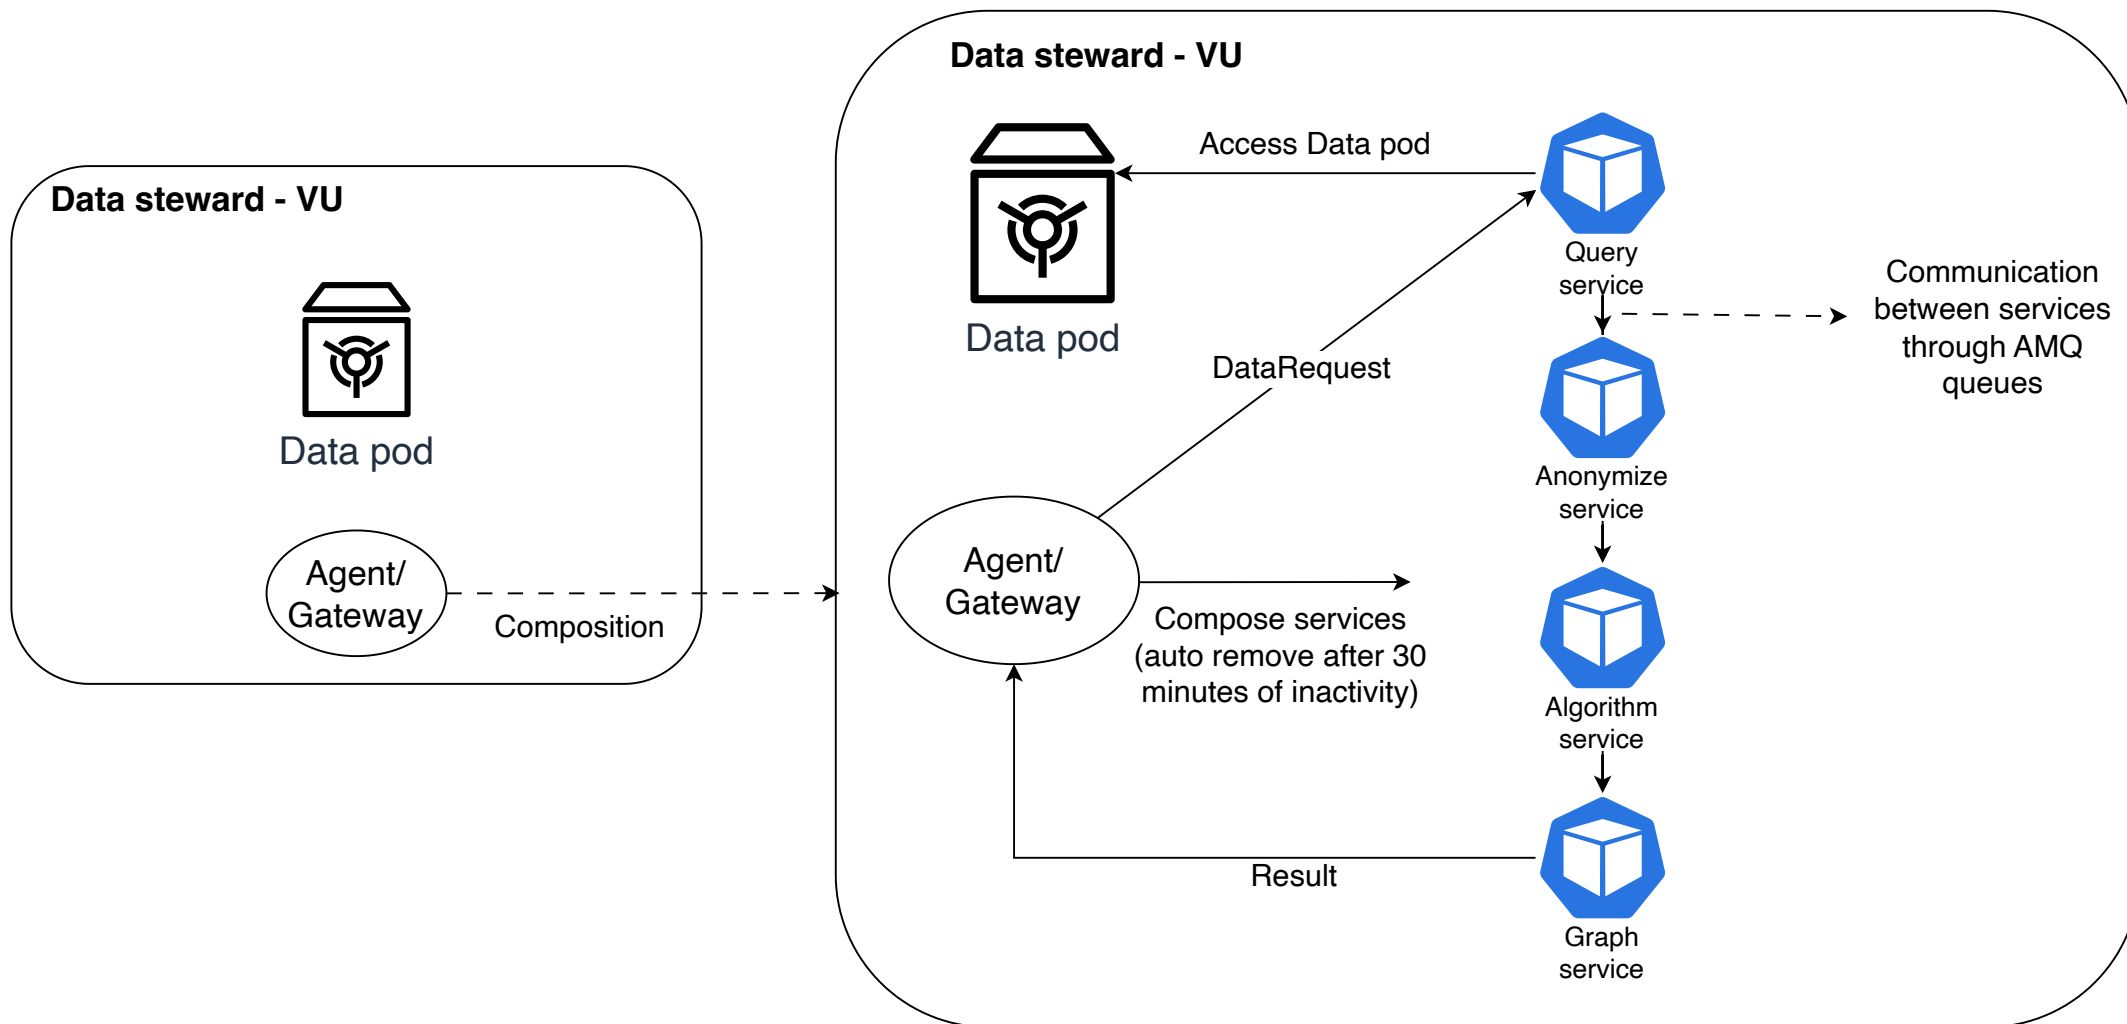 Data steward - VU
Data pod
Agent/
Gateway
Composition
Data steward - VU
Access Data pod
Data pod
Query
service
Communication
between services
through AMQ
queues
DataRequest
Anonymize
service
Agent/
Gateway
Compose services
(auto remove after 30
minutes of inactivity)
Algorithm
service
Result
Graph
service